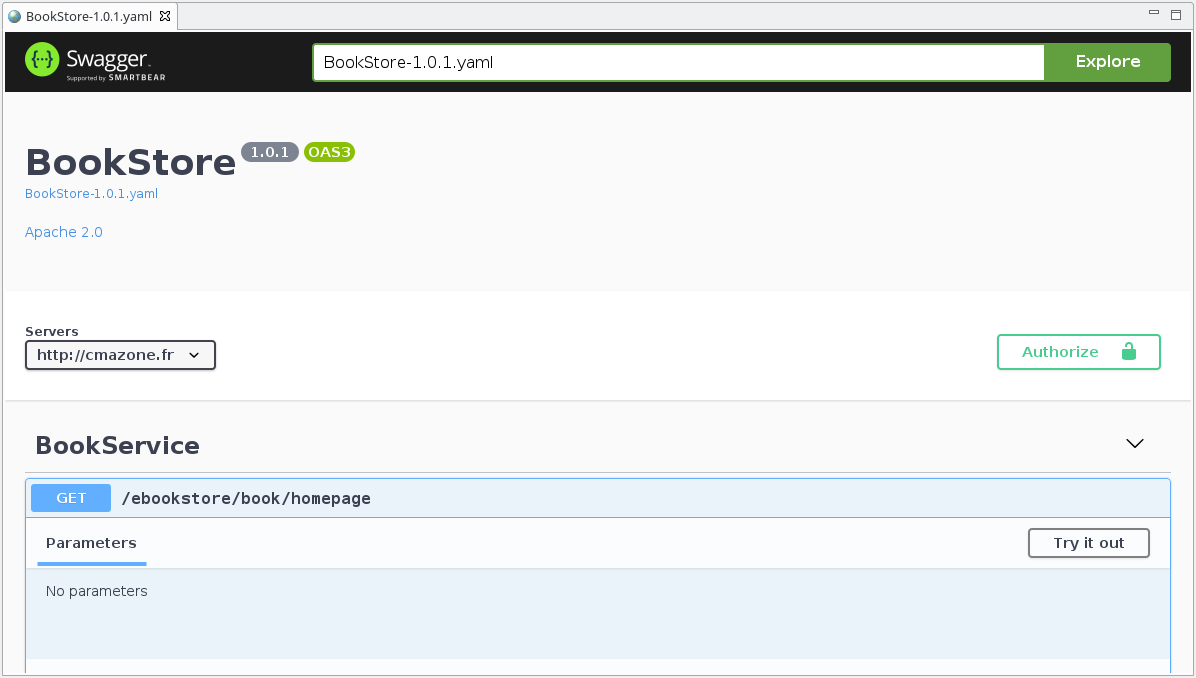 BookStore-1.0.1.yaml
Swagger.
Supported by SMARTBEAR
BookStore-1.0.1.yaml
Explore
BookStore 1.0.1 OAS3
BookStore-1.0.1.yaml
Apache 2.0
Servers
http://cmazone.fr
Authorize
BookService
GET /ebookstore/book/homepage
Parameters
Try it out
No parameters